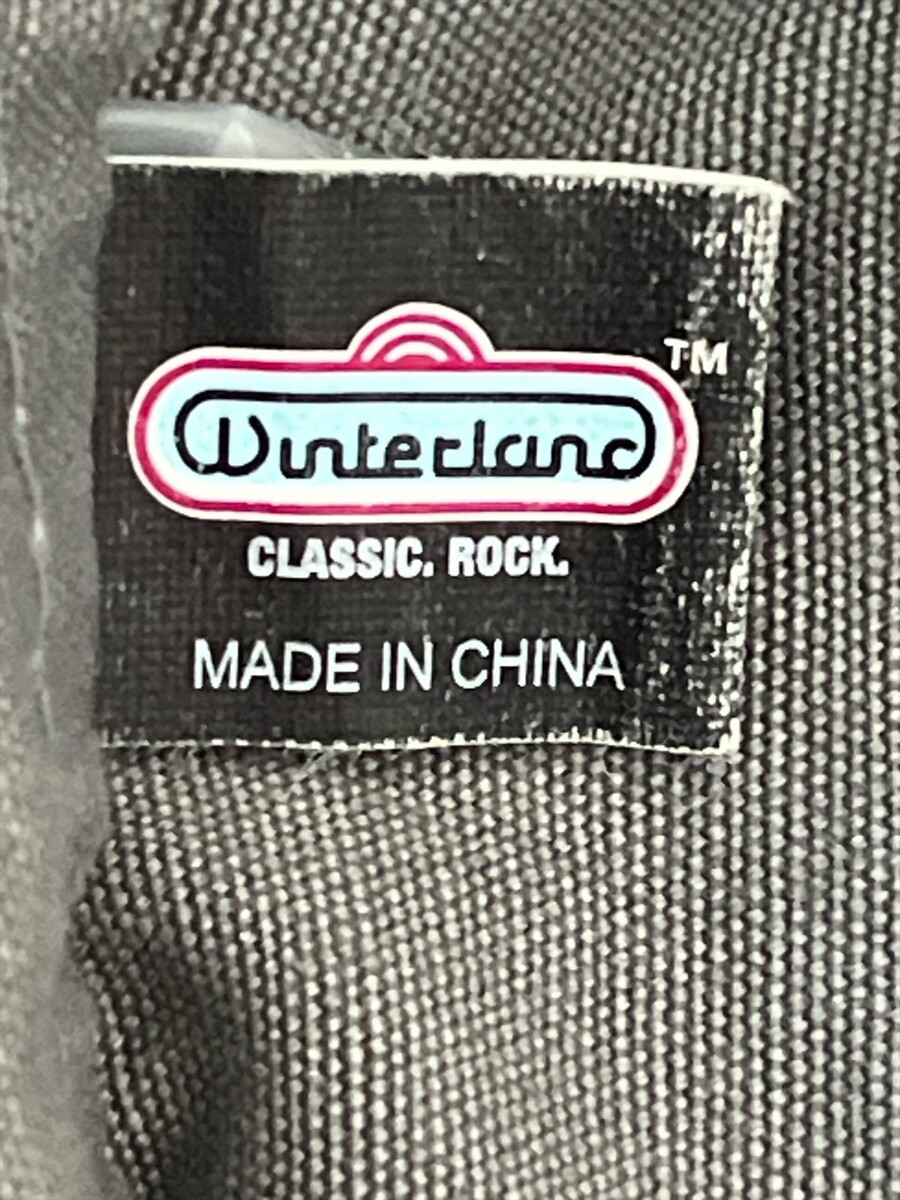 Winterland
TM
CLASSIC. ROCK.
MADE IN CHINA